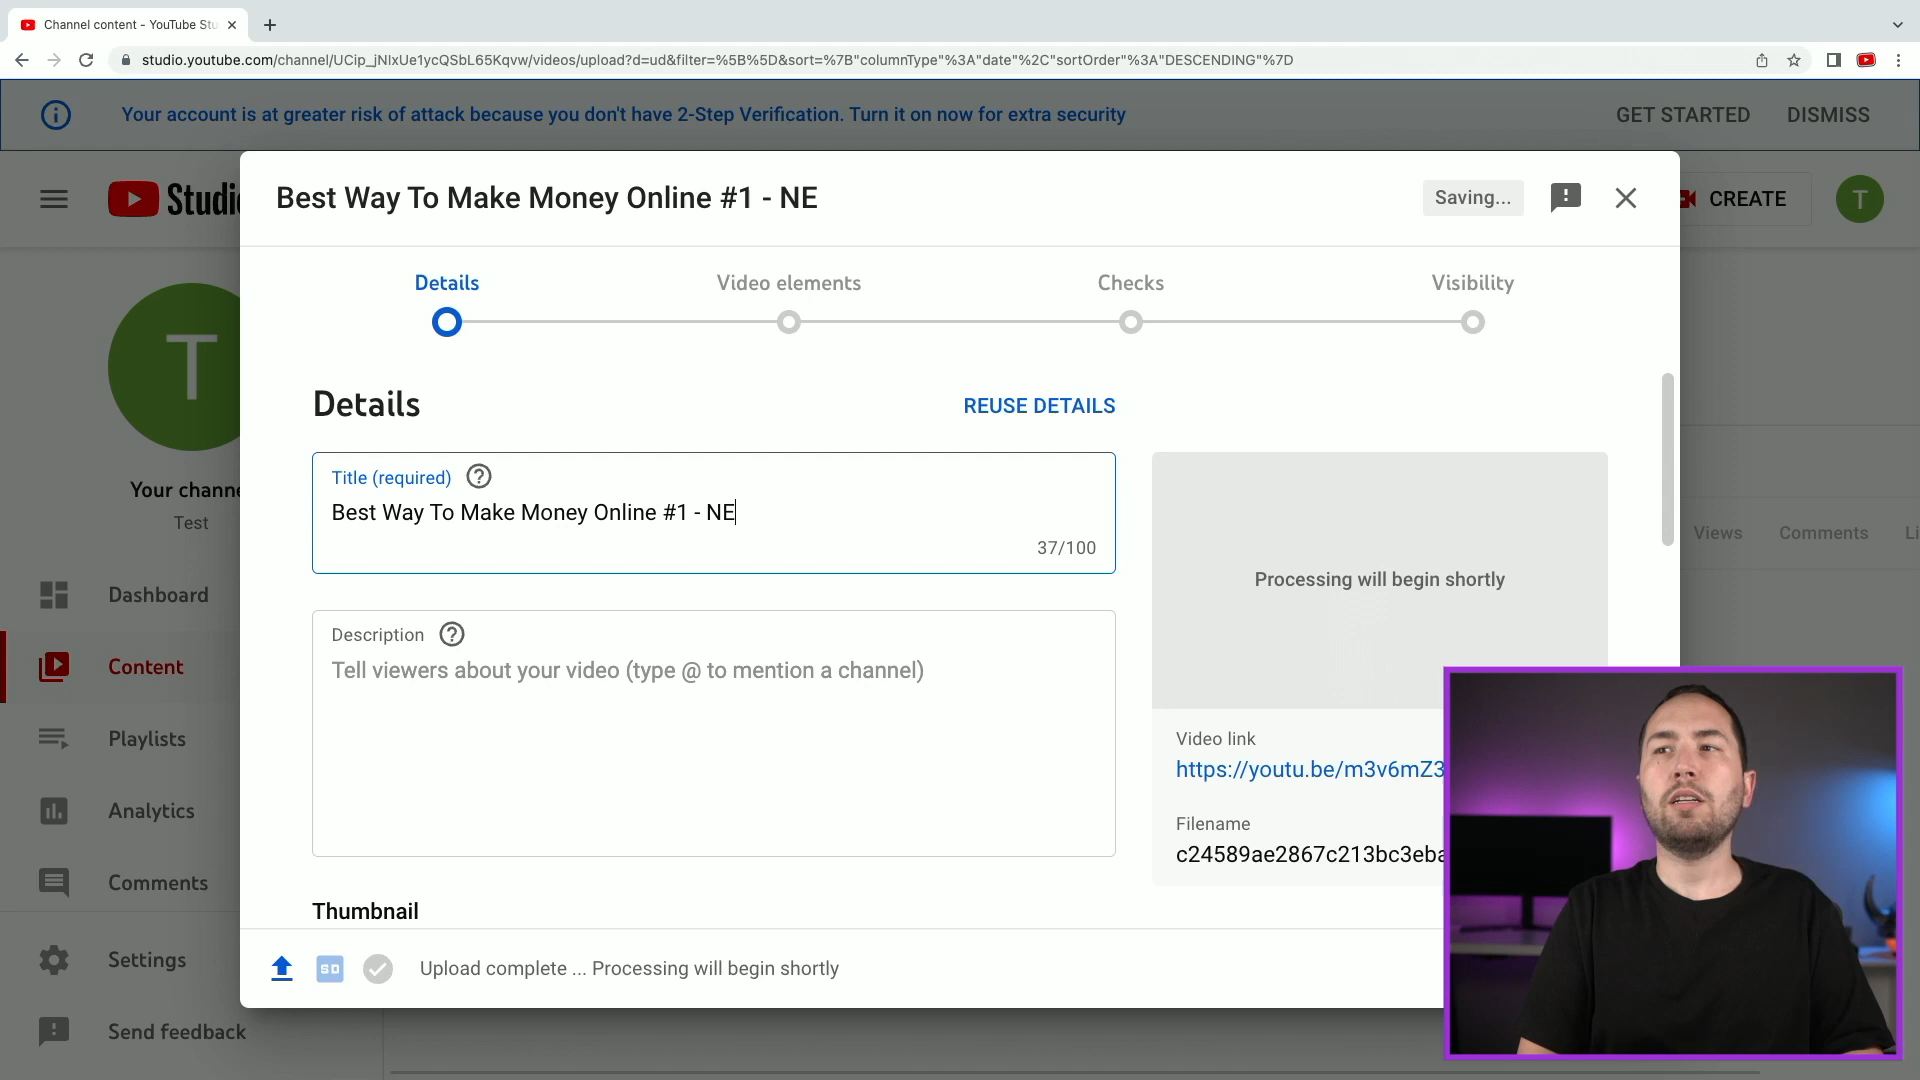 Channel content - YouTube Stu
studio.youtube.com/channel/UCip_jNIxUe1ycQSbL65Kqvw/videos/upload?d=ud&filter=%5B%5D&sort=%7B"columnType"%3A"date"%2C"sortOrder"%3A"DESCENDING"%7D
Your account is at greater risk of attack because you don't have 2-Step Verification. Turn it on now for extra security
GET STARTED
DISMISS
Studio
CREATE
T
Best Way To Make Money Online #1 - NE
Saving...
Details
Video elements
Checks
Visibility
T
Your channe
Test
Dashboard
Content
Playlists
Analytics
Comments
Settings
Send feedback
Details
REUSE DETAILS
Title (required)
Best Way To Make Money Online #1 - NE
37/100
Description
Tell viewers about your video (type @ to mention a channel)
Thumbnail
Processing will begin shortly
Video link
https://youtu.be/m3v6mZ3
Filename
c24589ae2867c213bc3eba
Views
Comments
Li
SD
Upload complete ... Processing will begin shortly